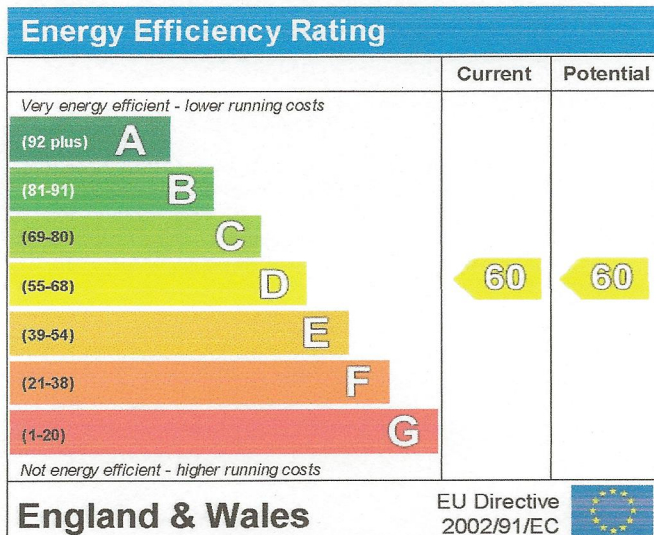 Energy Efficiency Rating
Current Potential
Very energy efficient - lower running costs
(92 plus) A
(81-91) B
(69-80) C
(55-68) D
(39-54) E
(21-38) F
(1-20) G
60 60
Not energy efficient - higher running costs
England & Wales
EU Directive
2002/91/EC